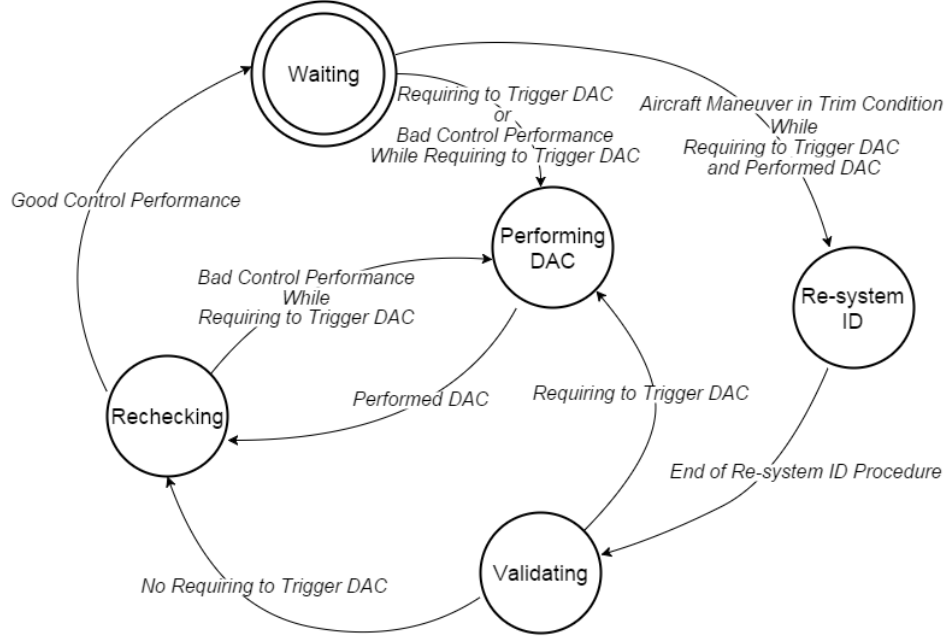 Waiting
Requiring to Trigger DAC
or
Bad Control Performance
While Requiring to Trigger DAC
Aircraft Maneuver in Trim Condition
While
Requiring to Trigger DAC
and Performed DAC
Good Control Performance
Performing
DAC
Bad Control Performance
While
Requiring to Trigger DAC
Re-system
ID
Rechecking
Performed DAC
Requiring to Trigger DAC
End of Re-system ID Procedure
Validating
No Requiring to Trigger DAC